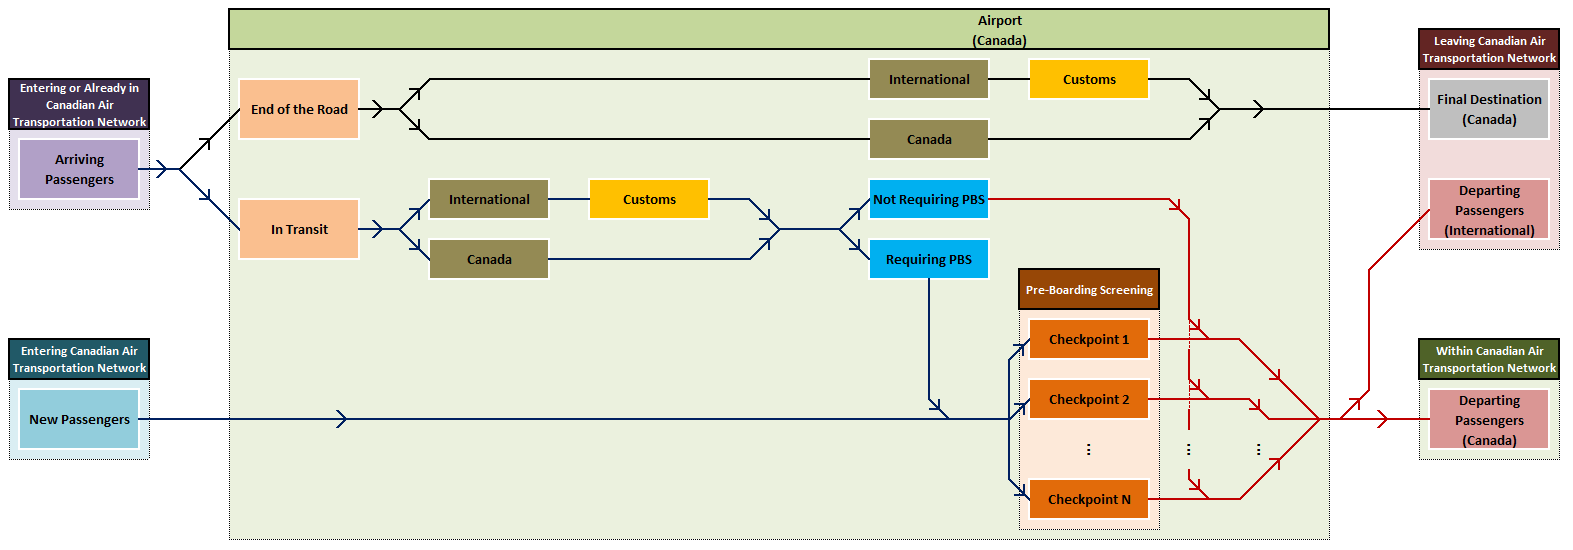 Airport
(Canada)
Entering or Already in
Canadian Air
Transportation Network
Arriving
Passengers
End of the Road
International
Customs
Canada
In Transit
International
Customs
Canada
Not Requiring PBS
Requiring PBS
Pre-Boarding Screening
Checkpoint 1
Checkpoint 2
⋮
⋮
⋮
Checkpoint N
Entering Canadian Air
Transportation Network
New Passengers
Leaving Canadian Air
Transportation Network
Final Destination
(Canada)
Departing
Passengers
(International)
Within Canadian Air
Transportation Network
Departing
Passengers
(Canada)